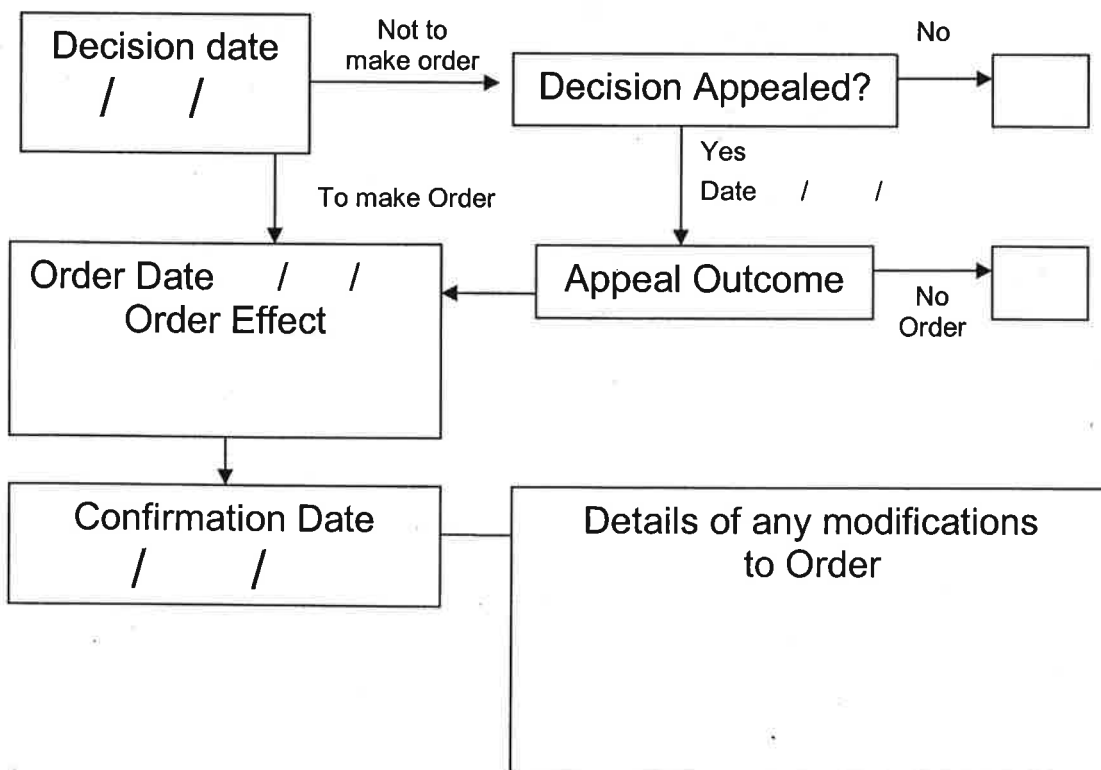 Decision date
/ /
Not to
make order
Decision Appealed?
No
Yes
Date / /
To make Order
Order Date / /
Order Effect
Appeal Outcome
No
Order
Confirmation Date
/ /
Details of any modifications
to Order